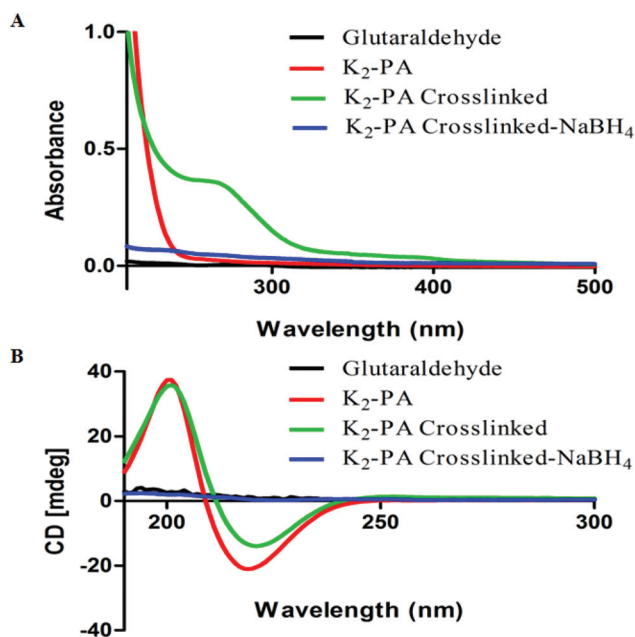 A
Absorbance
1.0
0.5
0.0
Glutaraldehyde
K₂-PA
K₂-PA Crosslinked
K₂-PA Crosslinked-NaBH₄
300
400
500
Wavelength (nm)
B
CD [mdeg]
40
20
0
-20
-40
Glutaraldehyde
K₂-PA
K₂-PA Crosslinked
K₂-PA Crosslinked-NaBH₄
200
250
300
Wavelength (nm)